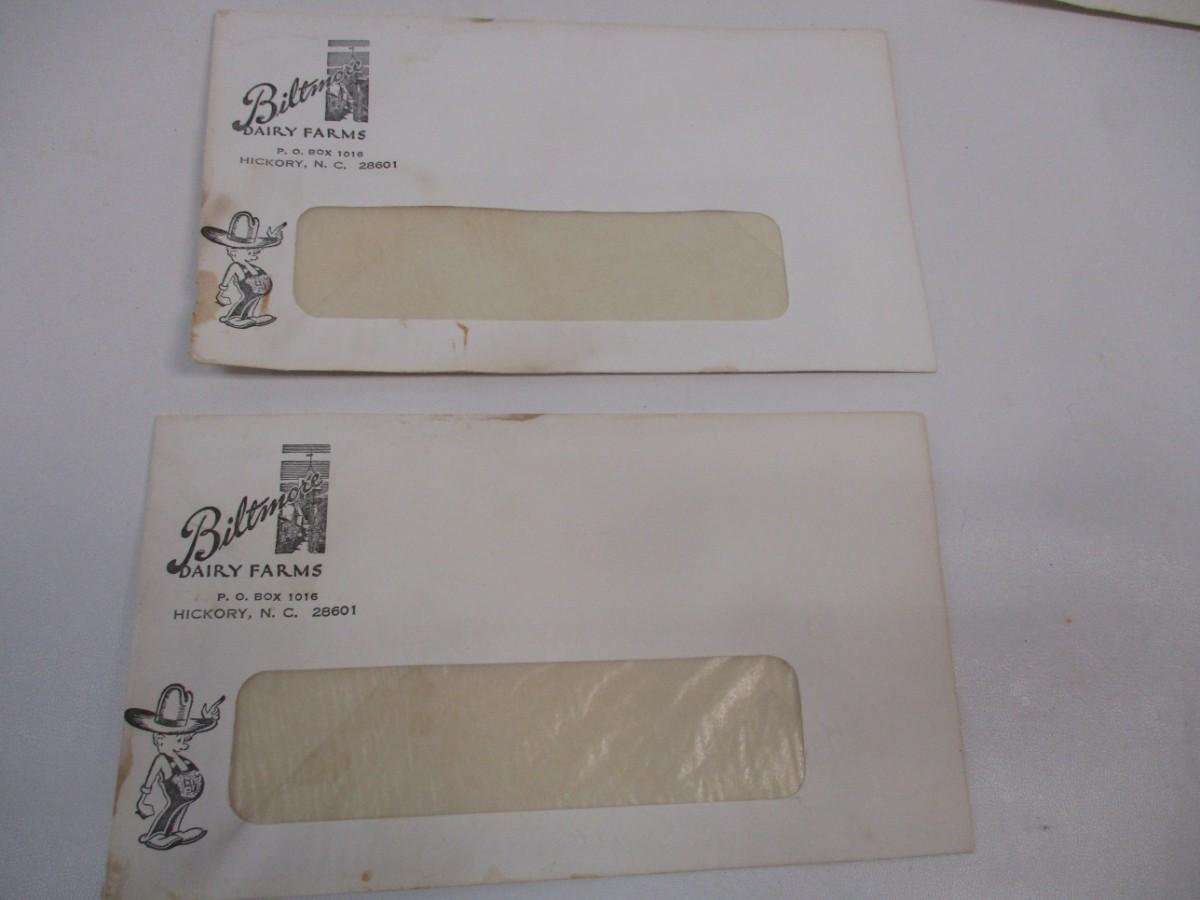 Biltmore
DAIRY FARMS
P. O. BOX 1016
HICKORY, N. C. 28601
Biltmore
DAIRY FARMS
P. O. BOX 1016
HICKORY, N. C. 28601